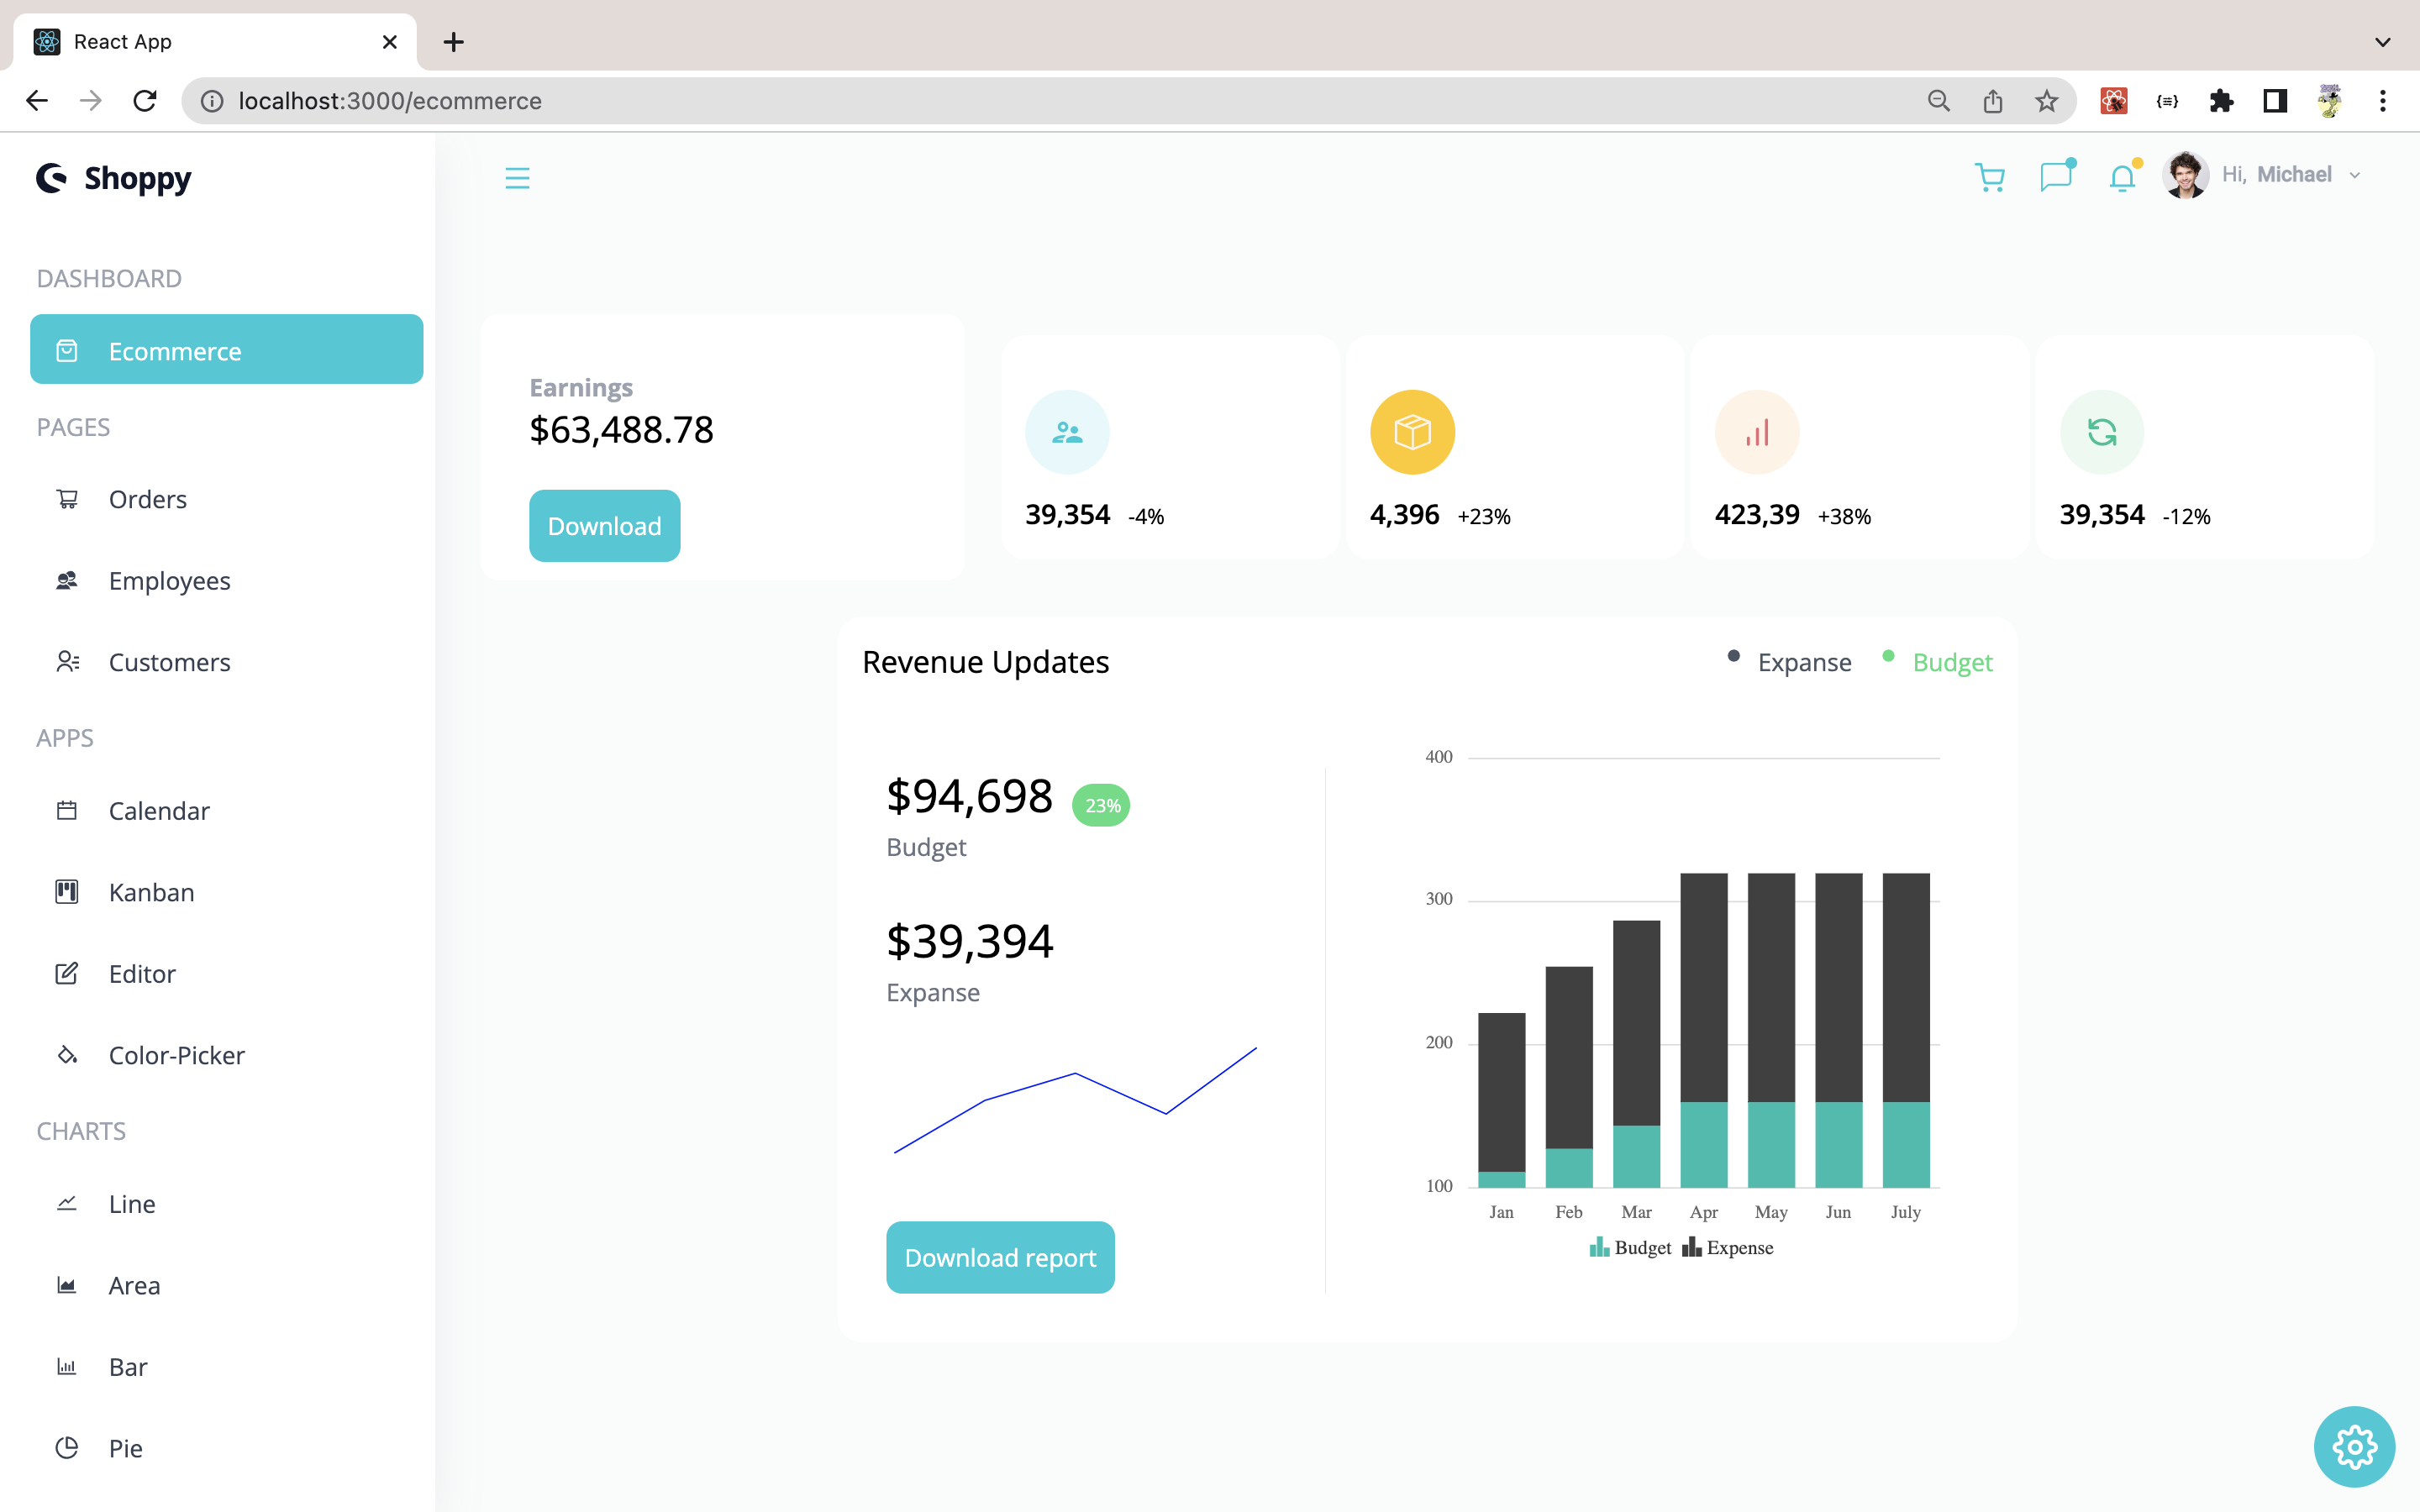 React App
localhost:3000/ecommerce
Shoppy
Hi, Michael
DASHBOARD
Ecommerce
PAGES
Orders
Employees
Customers
APPS
Calendar
Kanban
Editor
Color-Picker
CHARTS
Line
Area
Bar
Pie
Earnings
$63,488.78
Download
39,354 -4%
4,396 +23%
423,39 +38%
39,354 -12%
Revenue Updates
Expanse
Budget
$94,698 23%
Budget
$39,394
Expanse
Download report
400
300
200
100
Jan Feb Mar Apr May Jun July
Budget Expense